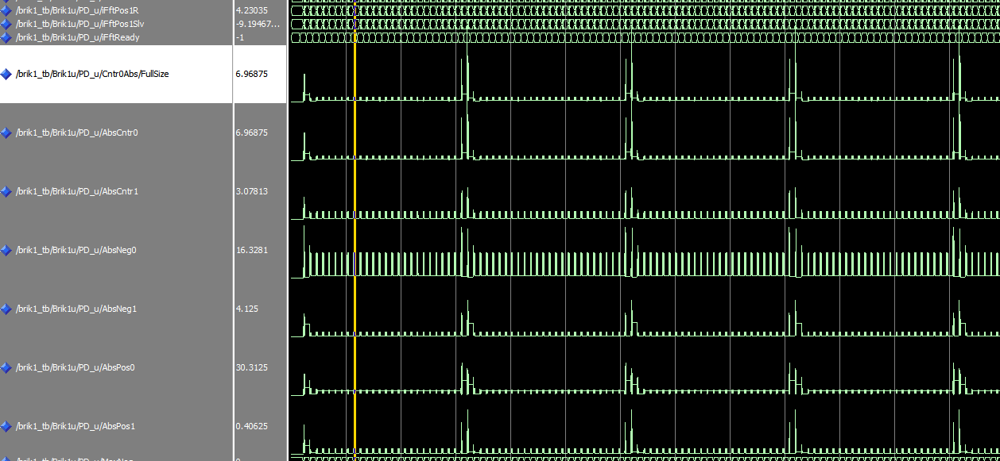 /brik1_tb/Brik1u/PD_u/iFftPos1R 4.23035
/brik1_tb/Brik1u/PD_u/iFftPos1Slv -9.19467...
/brik1_tb/Brik1u/PD_u/iFftReady -1
/brik1_tb/Brik1u/PD_u/Cntr0Abs/FullSize 6.96875
/brik1_tb/Brik1u/PD_u/AbsCntr0 6.96875
/brik1_tb/Brik1u/PD_u/AbsCntr1 3.07813
/brik1_tb/Brik1u/PD_u/AbsNeg0 16.3281
/brik1_tb/Brik1u/PD_u/AbsNeg1 4.125
/brik1_tb/Brik1u/PD_u/AbsPos0 30.3125
/brik1_tb/Brik1u/PD_u/AbsPos1 0.40625